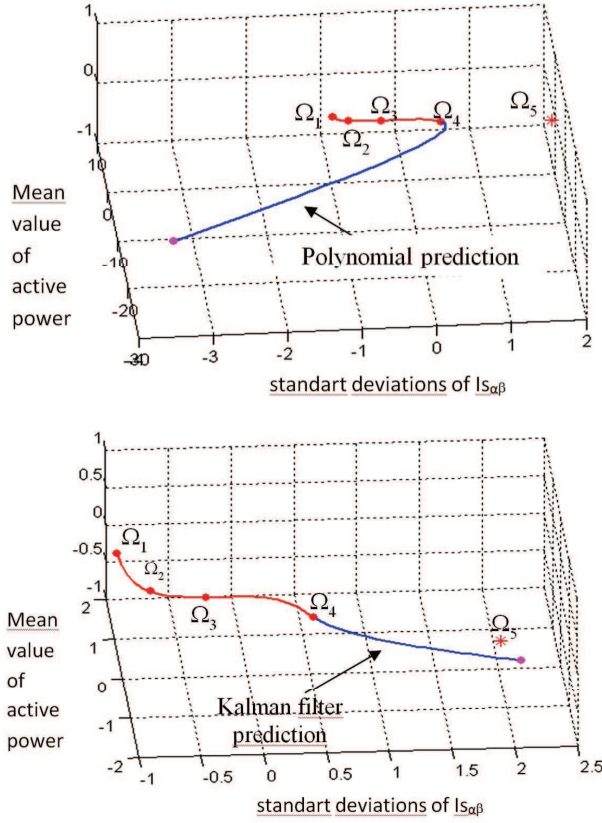 1
0
-1
10
0
-10
-20
-30
-4
-3
-2
-1
0
1
2
Ω1
Ω2
Ω3
Ω4
Ω5
Mean
value
of
active
power
Polynomial prediction
standart deviations of Isαβ
1
0.5
0
-0.5
-1
2
1
0
-1
-2
-1
0
0.5
1
1.5
2
2.5
Ω1
Ω2
Ω3
Ω4
Ω5
Mean
value
of
active
power
Kalman filter
prediction
standart deviations of Isαβ